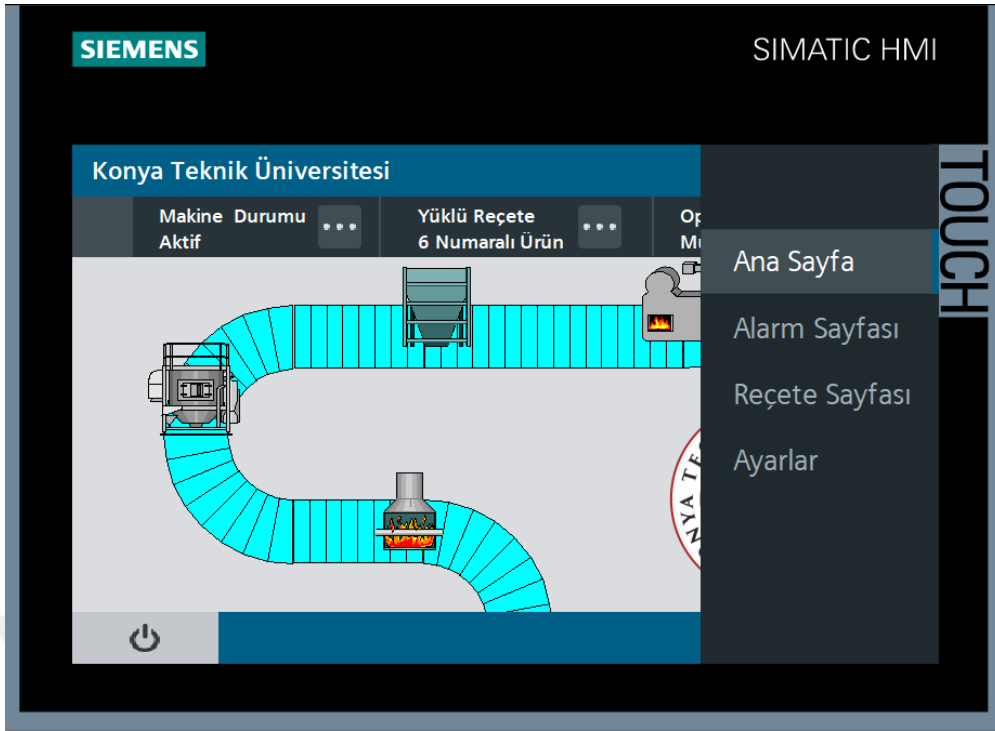 SIEMENS
SIMATIC HMI
TOUCH
Konya Teknik Üniversitesi
Makine Durumu
Aktif
Yüklü Reçete
6 Numaralı Ürün
Ana Sayfa
Alarm Sayfası
Reçete Sayfası
Ayarlar